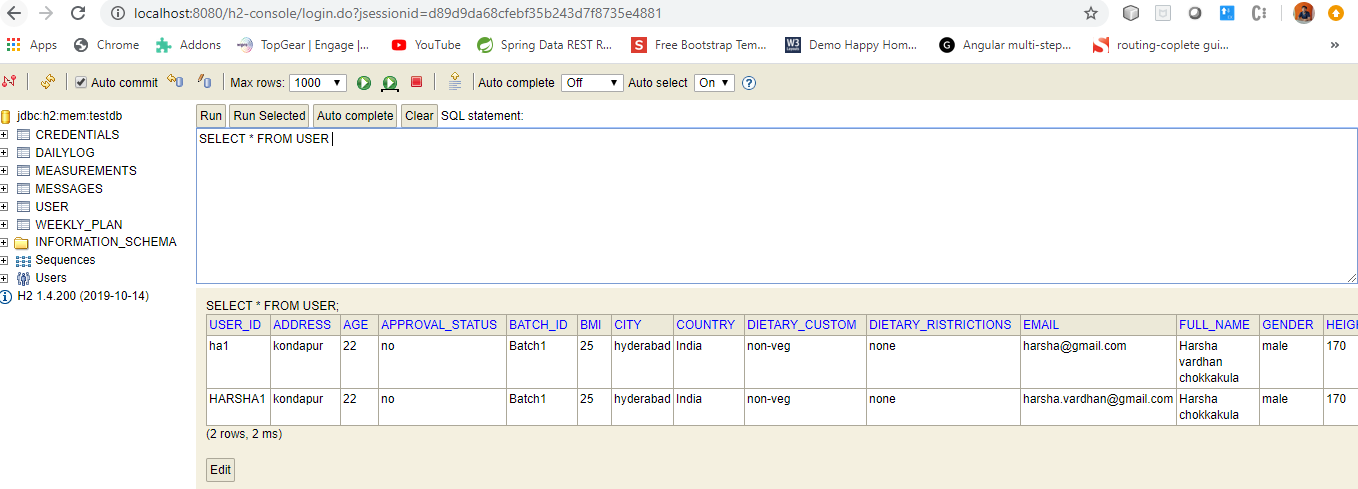 localhost:8080/h2-console/login.do?jsessionid=d89d9da68cfebf35b243d7f8735e4881
Apps Chrome Addons TopGear | Engage |... YouTube Spring Data REST R... Free Bootstrap Tem... Demo Happy Hom... Angular multi-step... routing-coplete gui... »
Auto commit Max rows: 1000 Auto complete Off Auto select On
jdbc:h2:mem:testdb
CREDENTIALS
DAILYLOG
MEASUREMENTS
MESSAGES
USER
WEEKLY_PLAN
INFORMATION_SCHEMA
Sequences
Users
H2 1.4.200 (2019-10-14)
Run Run Selected Auto complete Clear SQL statement:
SELECT * FROM USER
SELECT * FROM USER;
USER_ID ADDRESS AGE APPROVAL_STATUS BATCH_ID BMI CITY COUNTRY DIETARY_CUSTOM DIETARY_RISTRICTIONS EMAIL FULL_NAME GENDER HEIGH
ha1 kondapur 22 no Batch1 25 hyderabad India non-veg none harsha@gmail.com Harsha male 170
vardhan
chokkakula
HARSHA1 kondapur 22 no Batch1 25 hyderabad India non-veg none harsha.vardhan@gmail.com Harsha male 170
chokkakula
(2 rows, 2 ms)
Edit